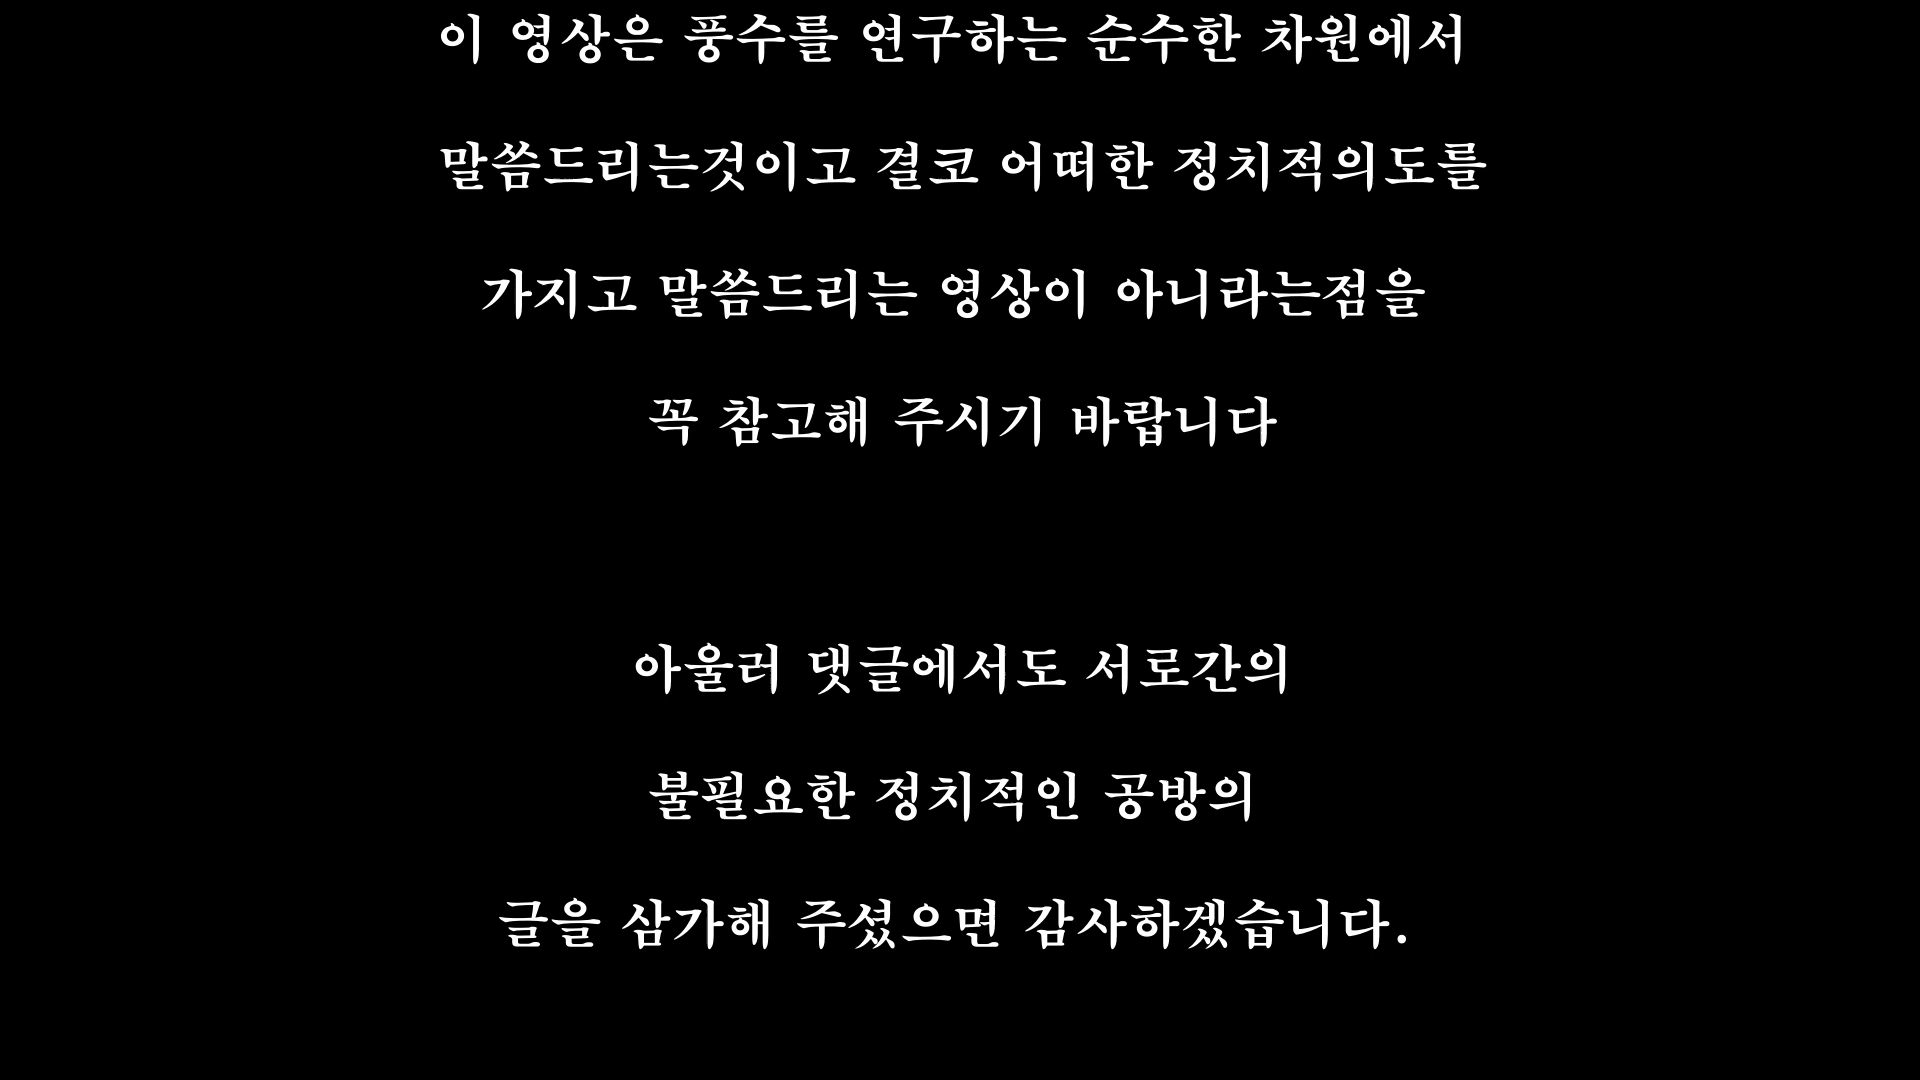 이 영상은 풍수를 연구하는 순수한 차원에서
말씀드리는것이고 결코 어떠한 정치적의도를
가지고 말씀드리는 영상이 아니라는점을
꼭 참고해 주시기 바랍니다
아울러 댓글에서도 서로간의
불필요한 정치적인 공방의
글을 삼가해 주셨으면 감사하겠습니다.